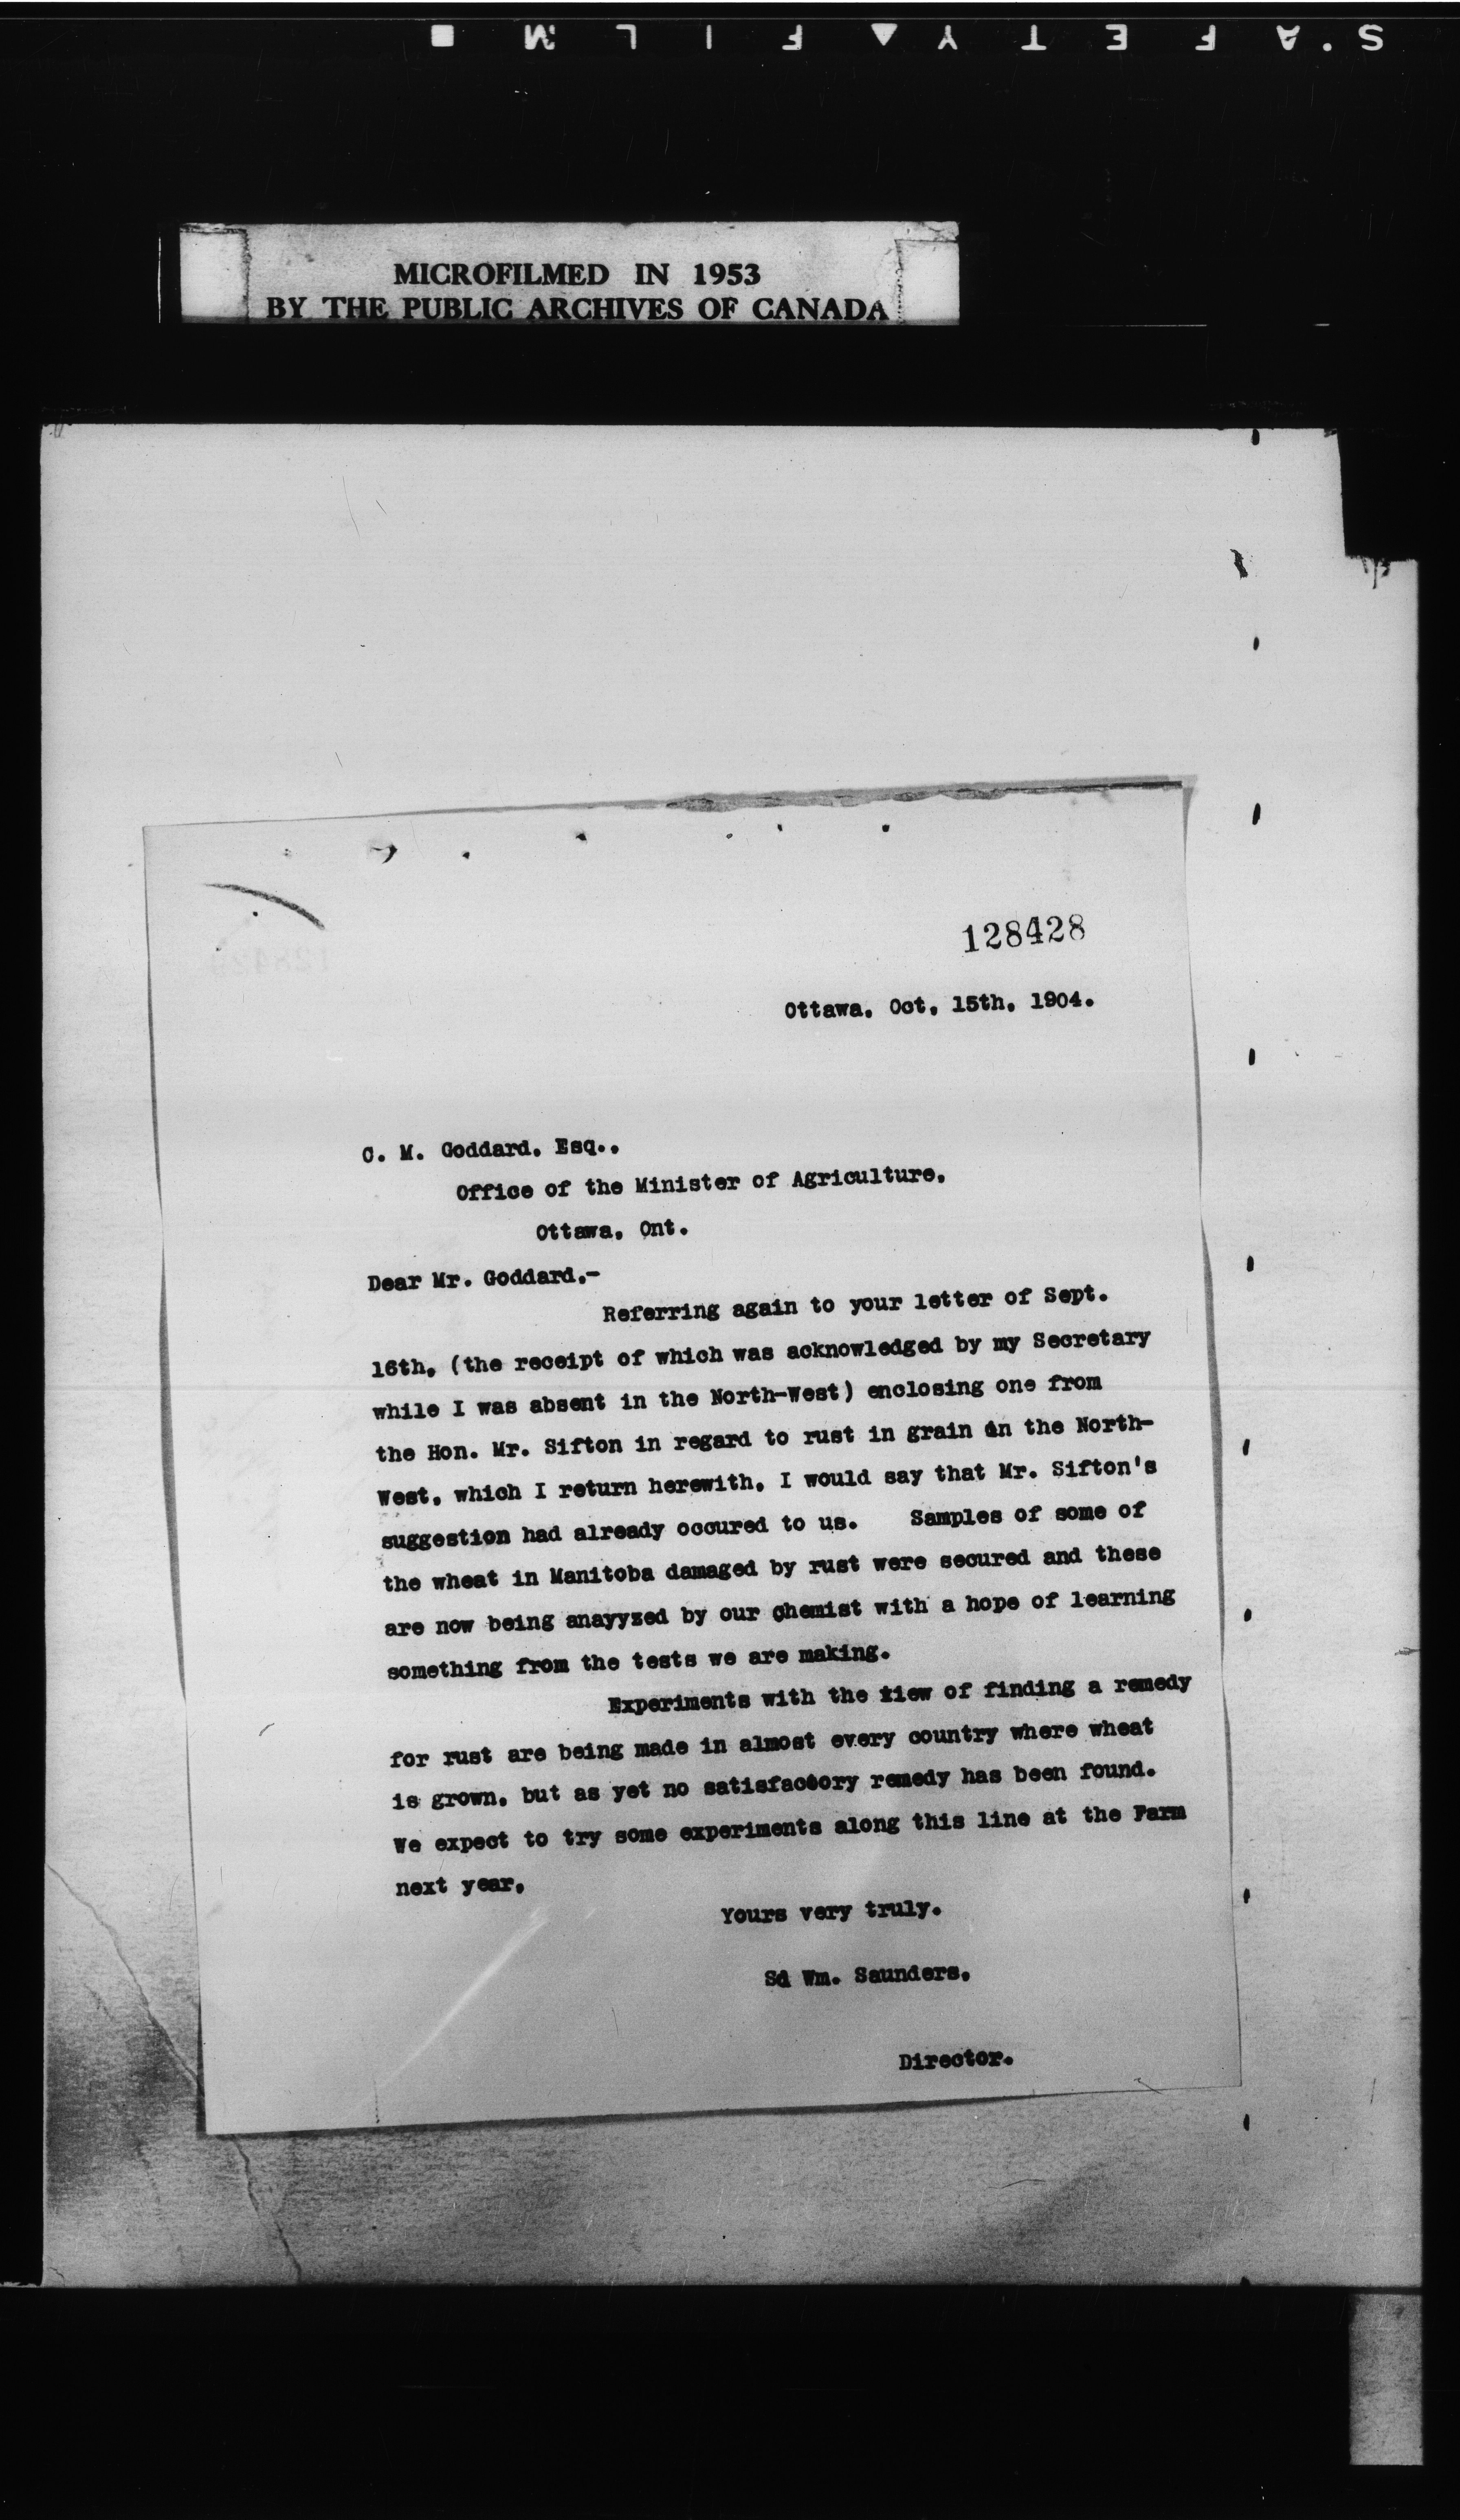 S.AFETY▲FILM■
MICROFILMED IN 1953
BY THE PUBLIC ARCHIVES OF CANADA
128428
Ottawa, Oct, 15th, 1904.
C. M. Goddard, Esq.,
Office of the Minister of Agriculture,
Ottawa, Ont.
Dear Mr. Goddard,-
Referring again to your letter of Sept.
16th, (the receipt of which was acknowledged by my Secretary
while I was absent in the North-West) enclosing one from
the Hon. Mr. Sifton in regard to rust in grain in the North-
West, which I return herewith, I would say that Mr. Sifton's
suggestion had already occured to us. Samples of some of
the wheat in Manitoba damaged by rust were secured and these
are now being anayyzed by our chemist with a hope of learning
something from the tests we are making.
Experiments with the view of finding a remedy
for rust are being made in almost every country where wheat
is grown, but as yet no satisfactory remedy has been found.
We expect to try some experiments along this line at the Farm
next year,
Yours very truly.
Sd Wm. Saunders,
Director.